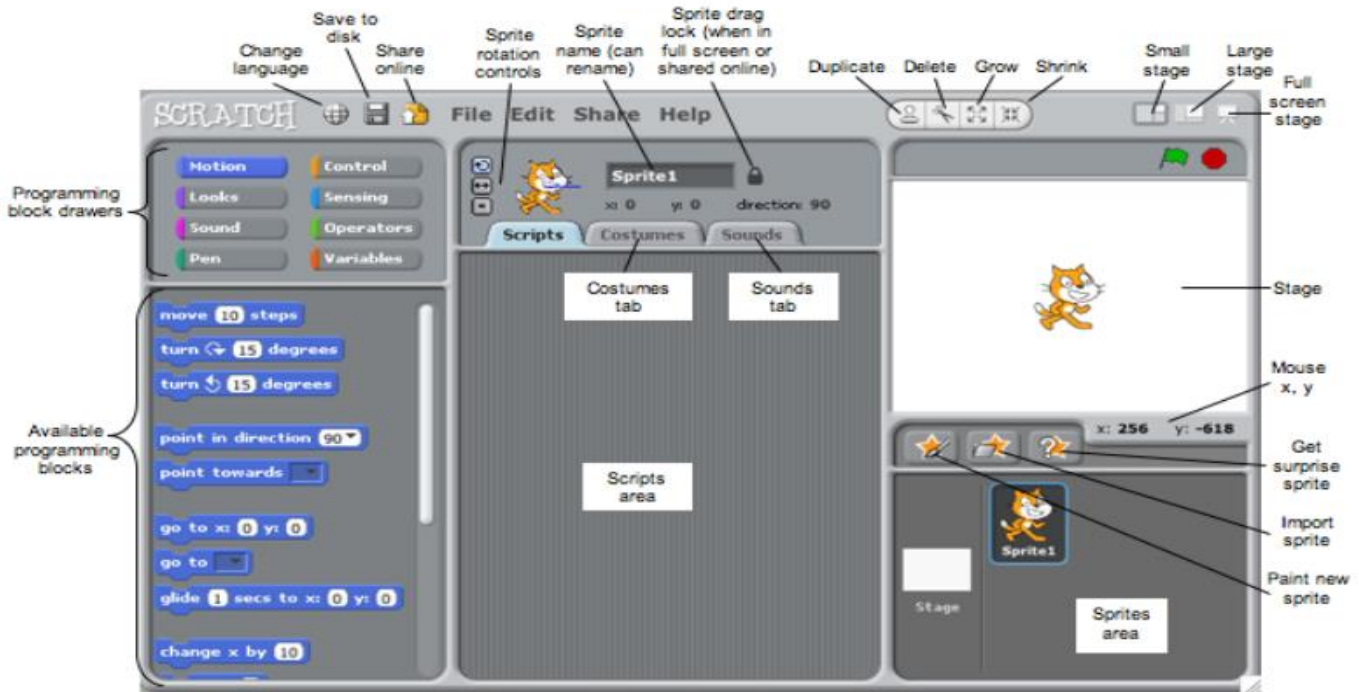 Change
language
Save to
disk
Share
online
Sprite
rotation
controls
Sprite
name (can
rename)
Sprite drag
lock (when in
full screen or
shared online)
Duplicate
Delete
Grow
Shrink
Small
stage
Large
stage
Full
screen
stage
SCRATCH
File Edit Share Help
Programming
block drawers
Motion
Control
Looks
Sensing
Sound
Operators
Pen
Variables
Sprite1
x: 0 y: 0 direction: 90
Scripts
Costumes
Sounds
Costumes
tab
Sounds
tab
Available
programming
blocks
move 10 steps
turn 15 degrees
turn 15 degrees
point in direction 90
point towards
go to x: 0 y: 0
go to
glide 1 secs to x: 0 y: 0
change x by 10
Scripts
area
Stage
Mouse
x, y
x: 256 y: -618
Get
surprise
sprite
Import
sprite
Paint new
sprite
Sprite1
Stage
Sprites
area